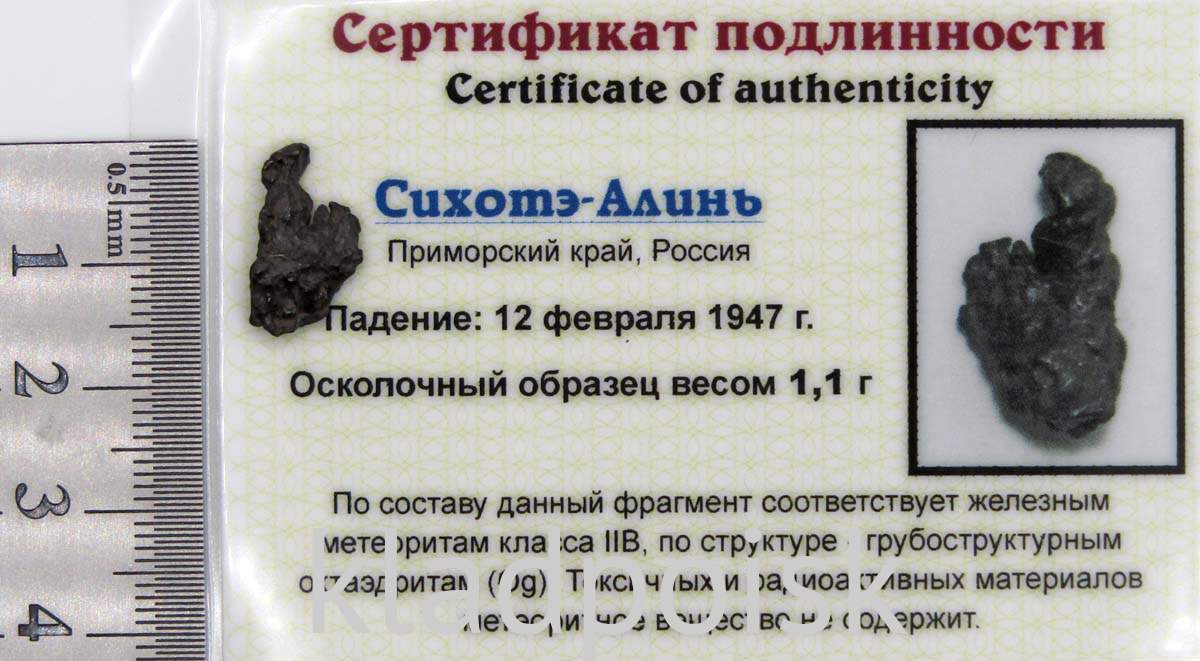 Сертификат подлинности
Certificate of authenticity
Сихотэ-Алинь
Приморский край, Россия
Падение: 12 февраля 1947 г.
Осколочный образец весом 1,1 г
По составу данный фрагмент соответствует железным
метеоритам класса IIB, по структуре - грубоструктурным
октаэдритам (Og). Токсичных и радиоактивных материалов
метеоритное вещество не содержит.
kladpoisk
0.5 mm
1
2
3
4